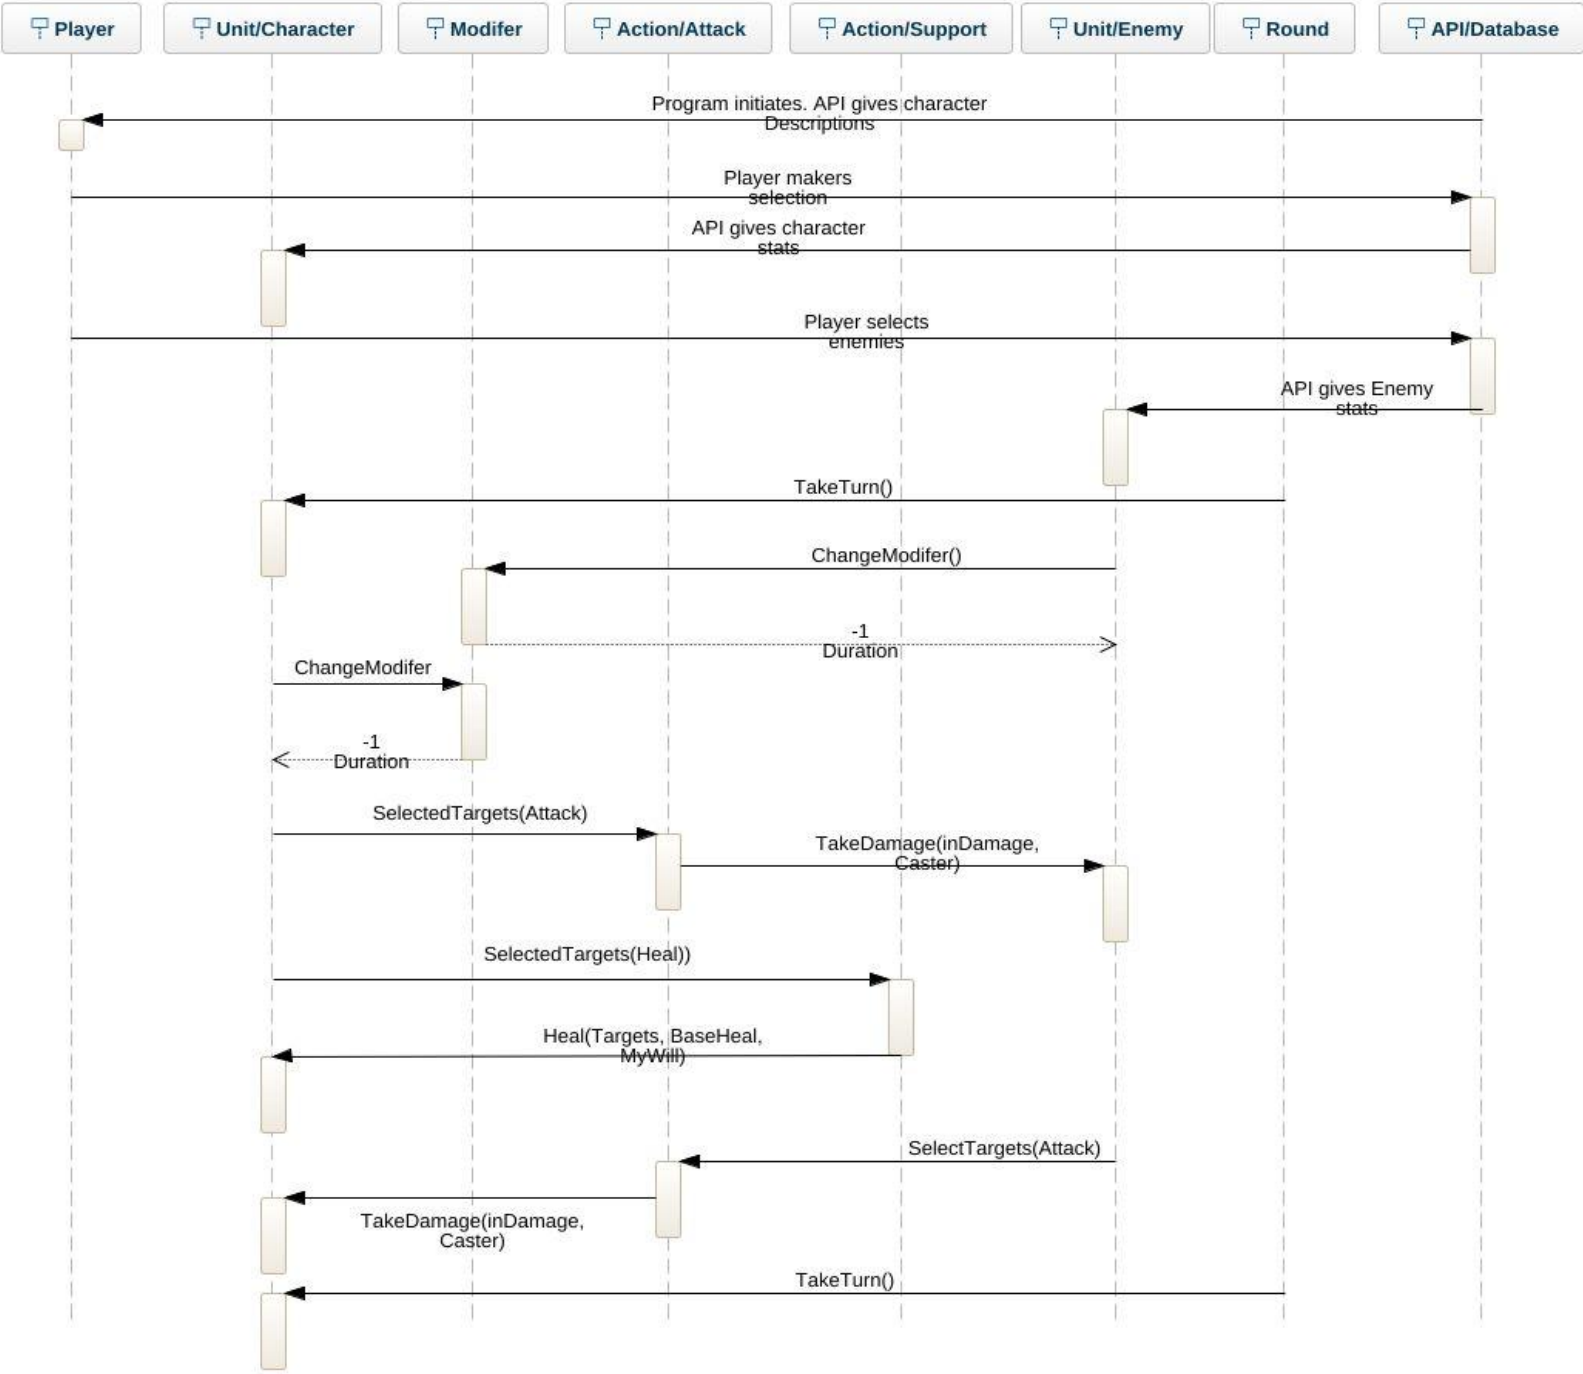 Player
Unit/Character
Modifer
Action/Attack
Action/Support
Unit/Enemy
Round
API/Database
Program initiates. API gives character
Descriptions
Player makers
selection
API gives character
stats
Player selects
enemies
API gives Enemy
stats
TakeTurn()
ChangeModifer()
-1
Duration
ChangeModifer
-1
Duration
SelectedTargets(Attack)
TakeDamage(inDamage,
Caster)
SelectedTargets(Heal))
Heal(Targets, BaseHeal,
MyWill)
SelectTargets(Attack)
TakeDamage(inDamage,
Caster)
TakeTurn()